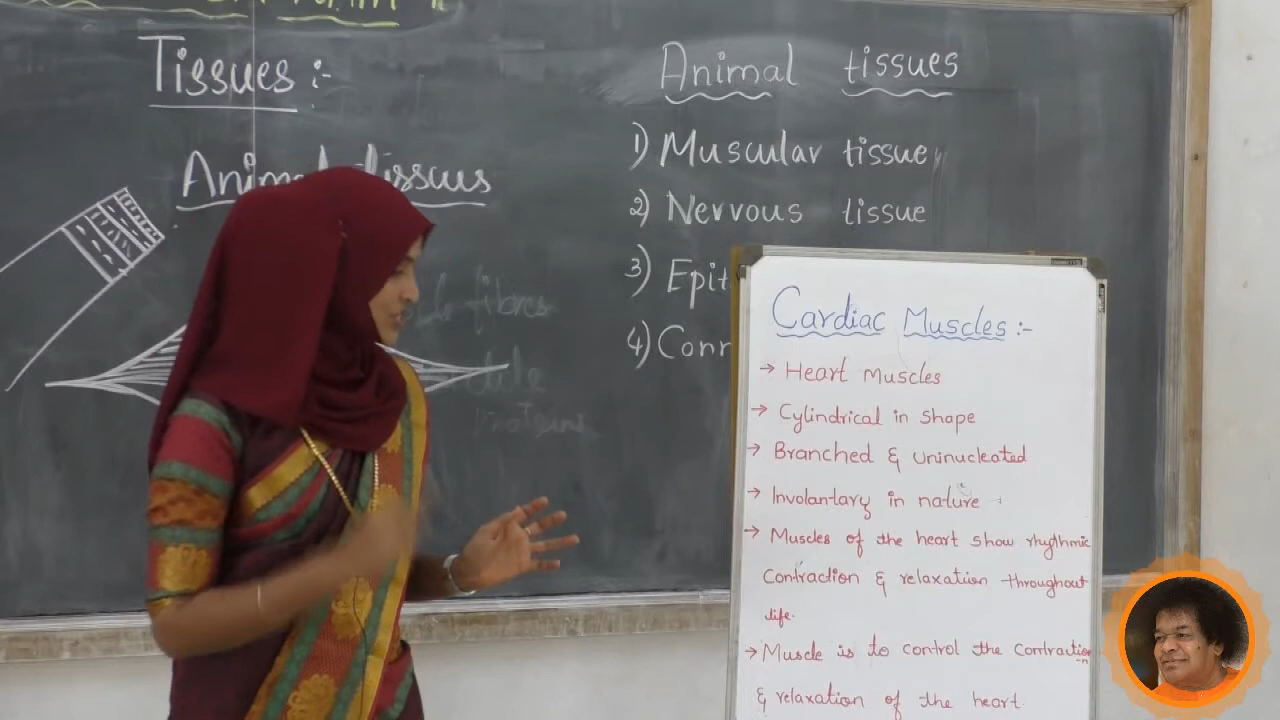 Tissues :-
Animal tissues
Animal tissues
1) Muscular tissue
2) Nervous tissue
3) Epit
4) Conn
fibres
Cardiac Muscles :-
→ Heart Muscles
→ Cylindrical in shape
→ Branched & Uninucleated
→ Involantary in nature
→ Muscles of the heart show rhythmic
Contraction & relaxation throughout
life.
→ Muscle is to control the Contraction
& relaxation of the heart.